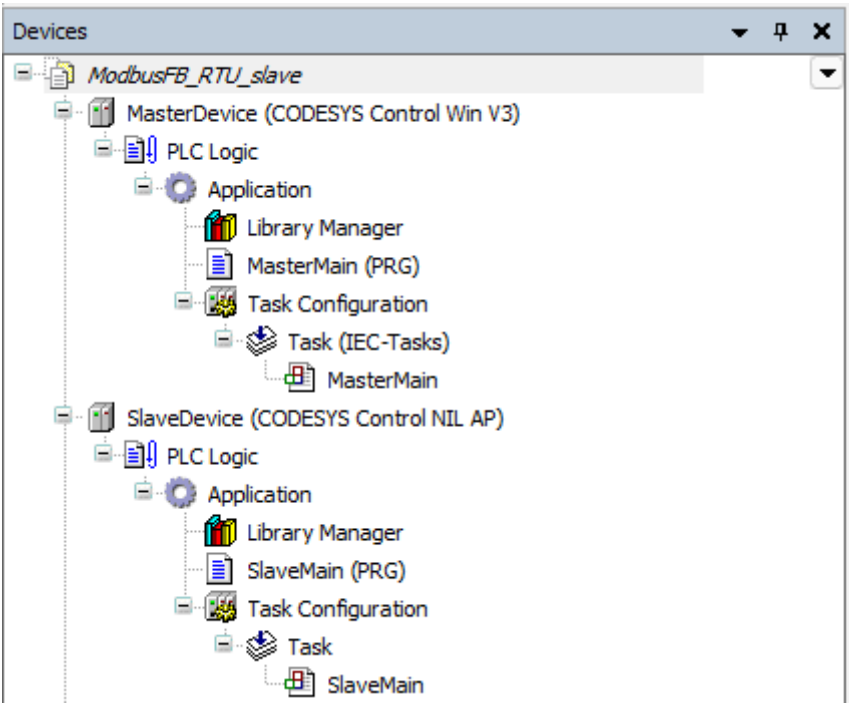 Devices
ModbusFB_RTU_slave
MasterDevice (CODESYS Control Win V3)
PLC Logic
Application
Library Manager
MasterMain (PRG)
Task Configuration
Task (IEC-Tasks)
MasterMain
SlaveDevice (CODESYS Control NIL AP)
PLC Logic
Application
Library Manager
SlaveMain (PRG)
Task Configuration
Task
SlaveMain